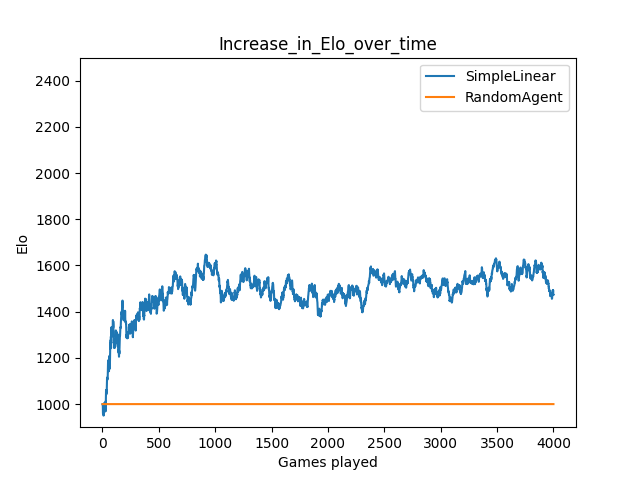 Increase_in_Elo_over_time
SimpleLinear
RandomAgent
2400
2200
2000
1800
1600
1400
1200
1000
Elo
0 500 1000 1500 2000 2500 3000 3500 4000
Games played